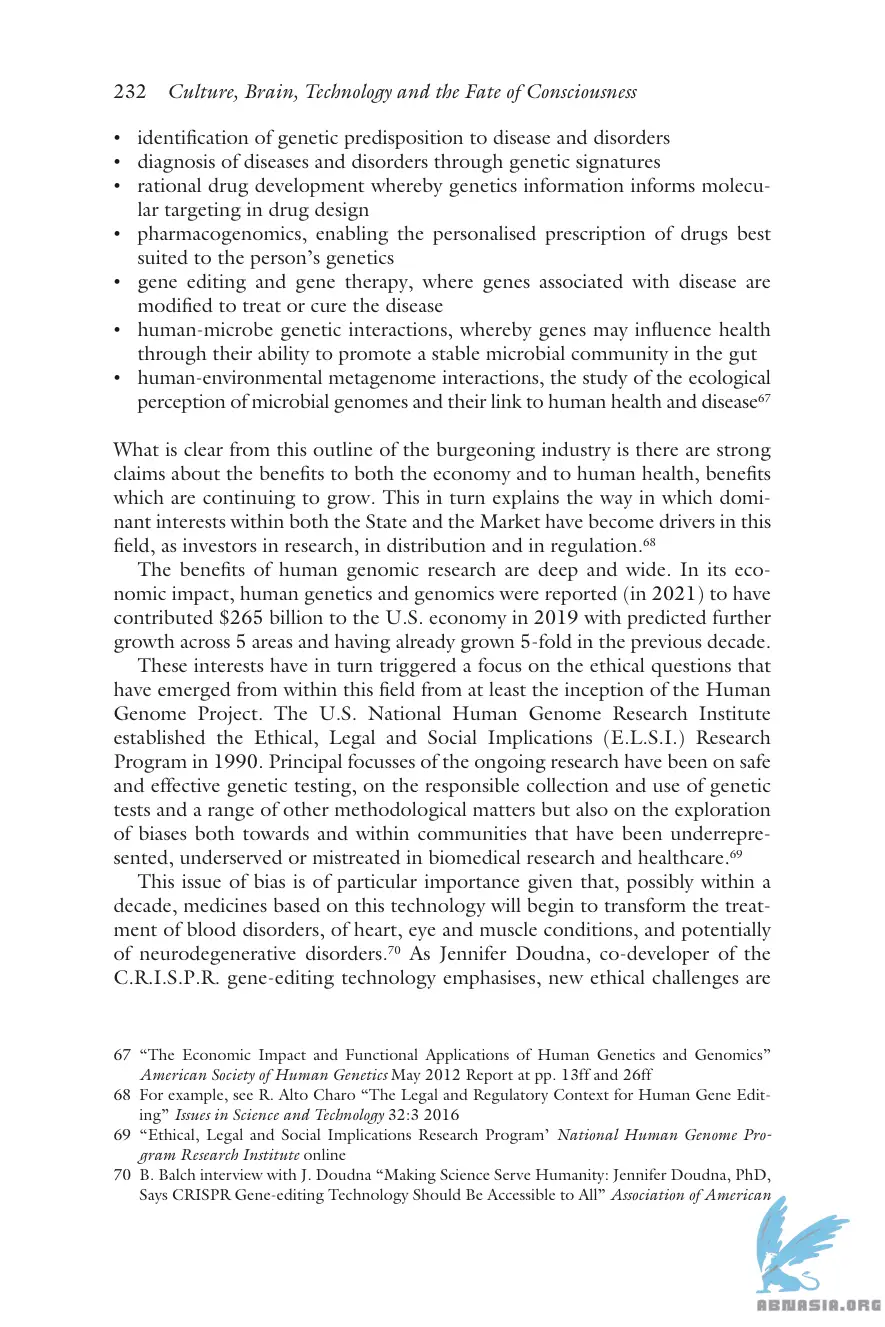 232 Culture, Brain, Technology and the Fate of Consciousness
• identification of genetic predisposition to disease and disorders
• diagnosis of diseases and disorders through genetic signatures
• rational drug development whereby genetics information informs molecu-
lar targeting in drug design
• pharmacogenomics, enabling the personalised prescription of drugs best
suited to the person’s genetics
• gene editing and gene therapy, where genes associated with disease are
modified to treat or cure the disease
• human-microbe genetic interactions, whereby genes may influence health
through their ability to promote a stable microbial community in the gut
• human-environmental metagenome interactions, the study of the ecological
perception of microbial genomes and their link to human health and disease⁶⁷
What is clear from this outline of the burgeoning industry is there are strong
claims about the benefits to both the economy and to human health, benefits
which are continuing to grow. This in turn explains the way in which domi-
nant interests within both the State and the Market have become drivers in this
field, as investors in research, in distribution and in regulation.⁶⁸
The benefits of human genomic research are deep and wide. In its eco-
nomic impact, human genetics and genomics were reported (in 2021) to have
contributed $265 billion to the U.S. economy in 2019 with predicted further
growth across 5 areas and having already grown 5-fold in the previous decade.
These interests have in turn triggered a focus on the ethical questions that
have emerged from within this field from at least the inception of the Human
Genome Project. The U.S. National Human Genome Research Institute
established the Ethical, Legal and Social Implications (E.L.S.I.) Research
Program in 1990. Principal focusses of the ongoing research have been on safe
and effective genetic testing, on the responsible collection and use of genetic
tests and a range of other methodological matters but also on the exploration
of biases both towards and within communities that have been underrepre-
sented, underserved or mistreated in biomedical research and healthcare.⁶⁹
This issue of bias is of particular importance given that, possibly within a
decade, medicines based on this technology will begin to transform the treat-
ment of blood disorders, of heart, eye and muscle conditions, and potentially
of neurodegenerative disorders.⁷⁰ As Jennifer Doudna, co-developer of the
C.R.I.S.P.R. gene-editing technology emphasises, new ethical challenges are
67 “The Economic Impact and Functional Applications of Human Genetics and Genomics”
American Society of Human Genetics May 2012 Report at pp. 13ff and 26ff
68 For example, see R. Alto Charo “The Legal and Regulatory Context for Human Gene Edit-
ing” Issues in Science and Technology 32:3 2016
69 “Ethical, Legal and Social Implications Research Program’ National Human Genome Pro-
gram Research Institute online
70 B. Balch interview with J. Doudna “Making Science Serve Humanity: Jennifer Doudna, PhD,
Says CRISPR Gene-editing Technology Should Be Accessible to All” Association of American
ABNASIA.ORG